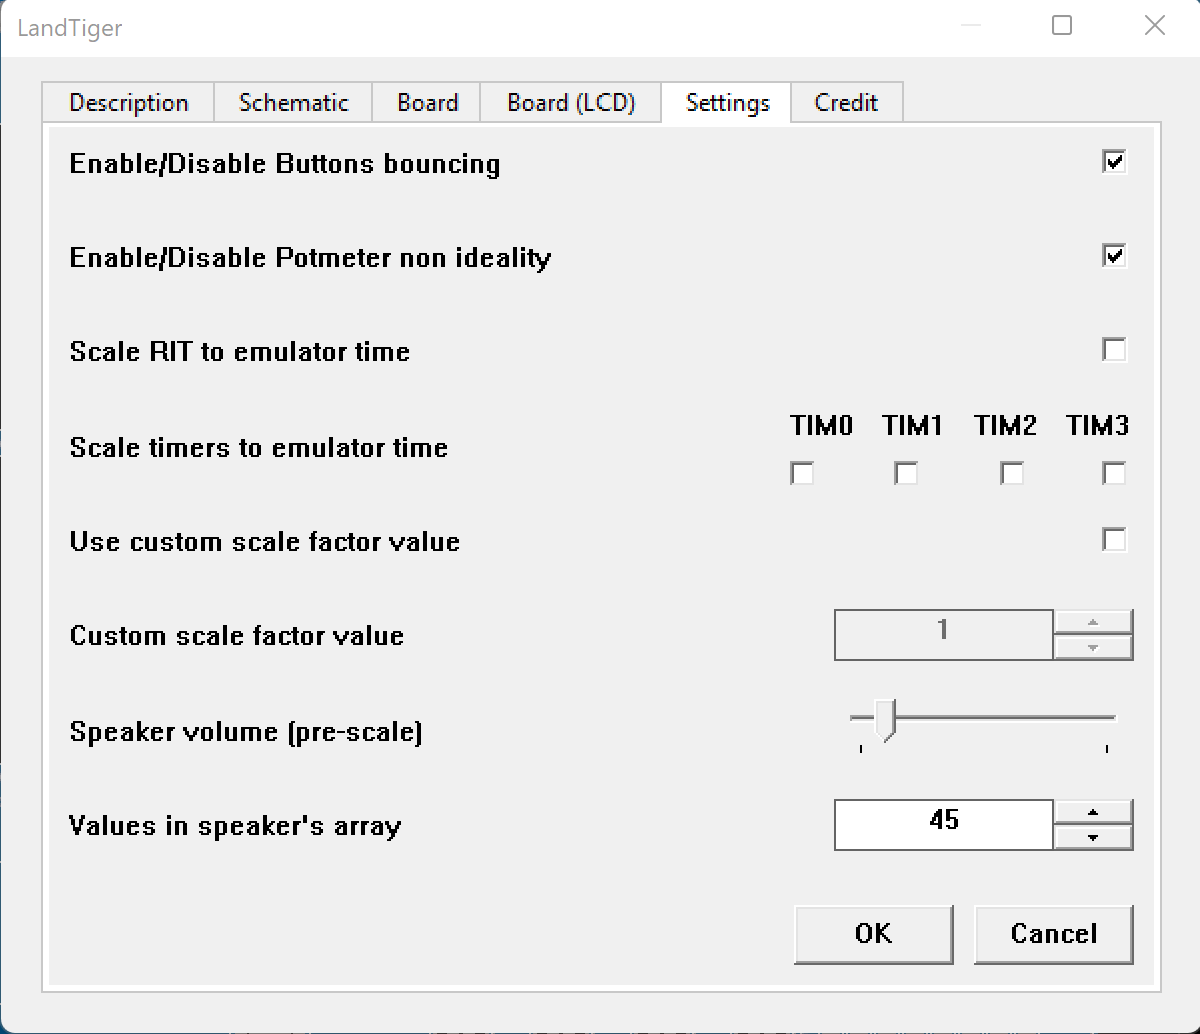 LandTiger
Description Schematic Board Board (LCD) Settings Credit
Enable/Disable Buttons bouncing
Enable/Disable Potmeter non ideality
Scale RIT to emulator time
TIM0 TIM1 TIM2 TIM3
Scale timers to emulator time
Use custom scale factor value
Custom scale factor value 1
Speaker volume (pre-scale)
Values in speaker's array 45
OK Cancel